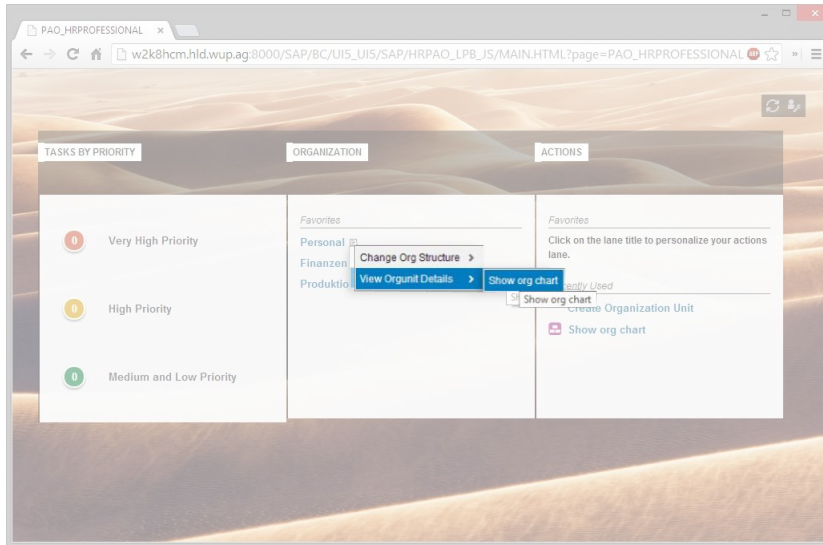 PAO_HRPROFESSIONAL
w2k8hcm.hld.wup.ag:8000/SAP/BC/UI5_UI5/SAP/HRPAO_LPB_JS/MAIN.HTML?page=PAO_HRPROFESSIONAL
TASKS BY PRIORITY
ORGANIZATION
ACTIONS
0 Very High Priority
0 High Priority
0 Medium and Low Priority
Favorites
Personal
Finanzen
Change Org Structure
View Orgunit Details
Show org chart
Show org chart
Favorites
Click on the lane title to personalize your actions
lane.
Used
Create Organization Unit
Show org chart